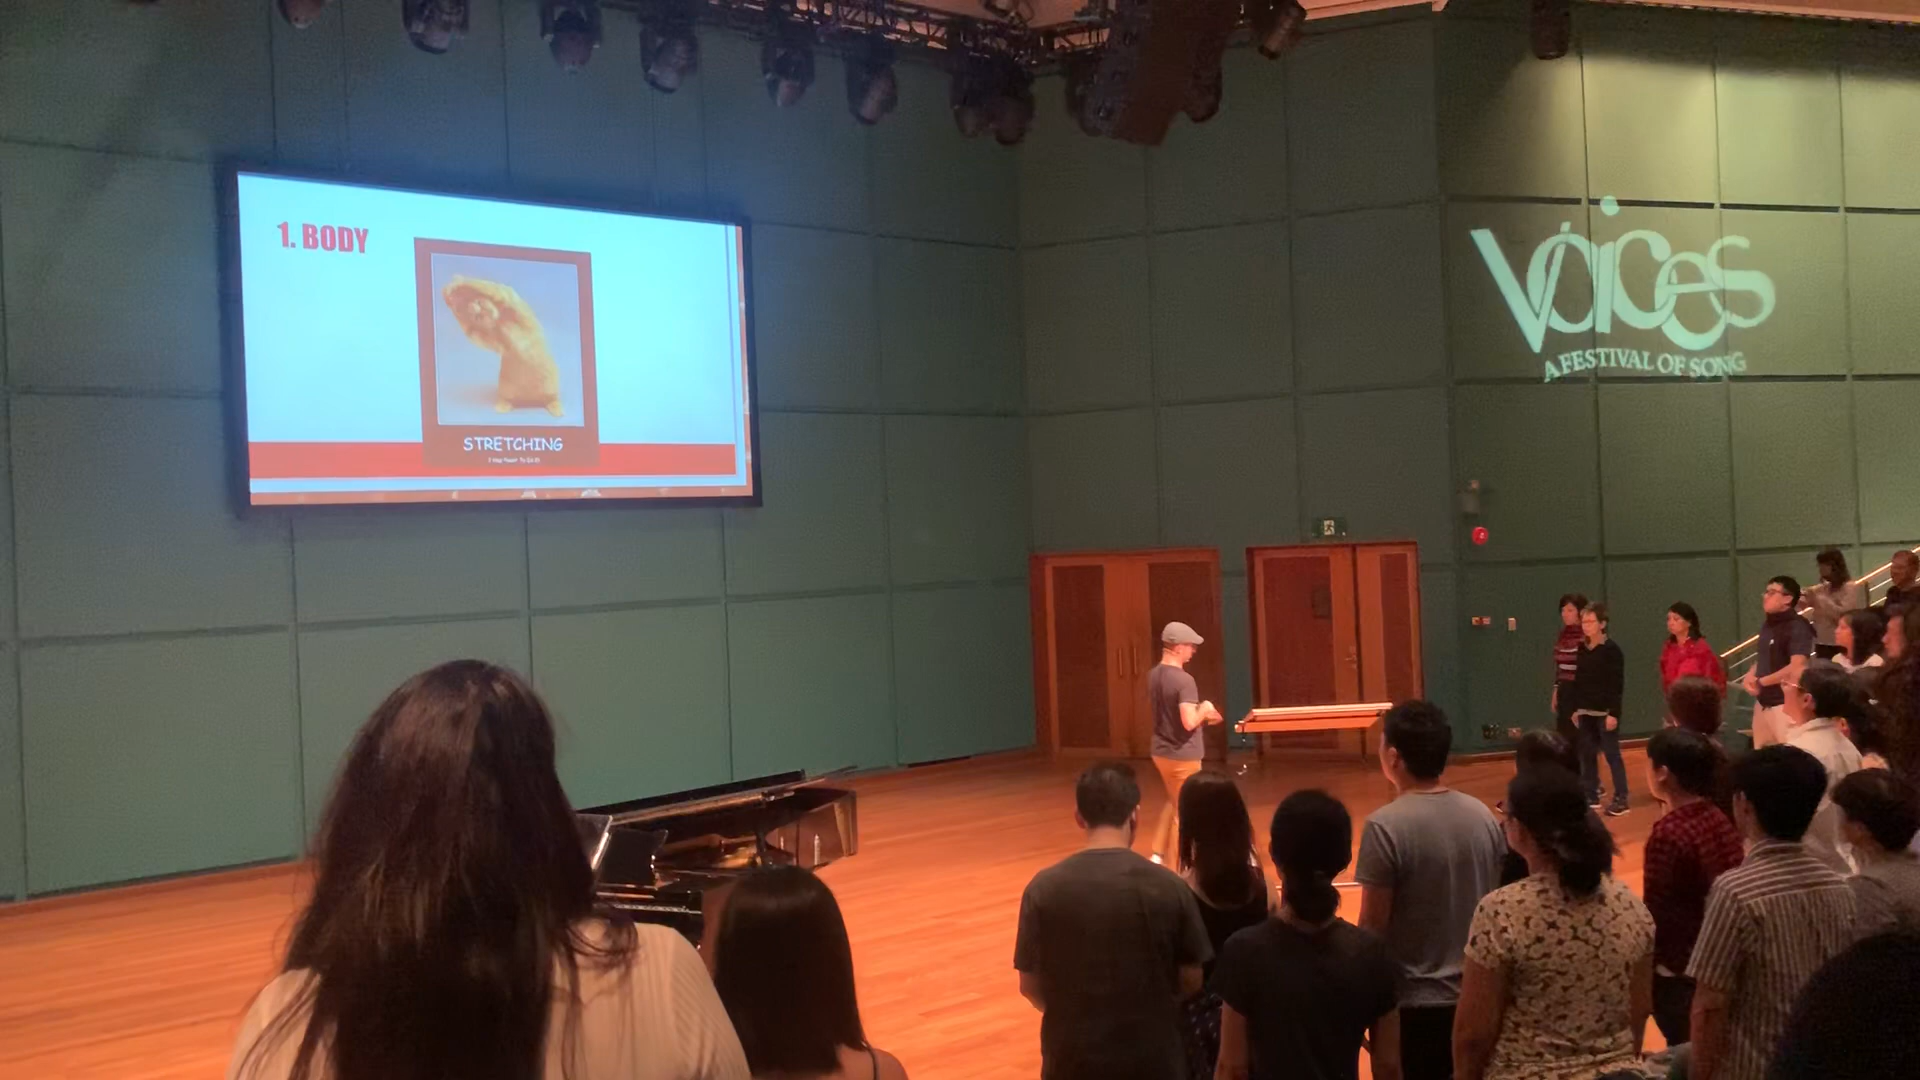 1. BODY
STRETCHING
Voices
A FESTIVAL OF SONG